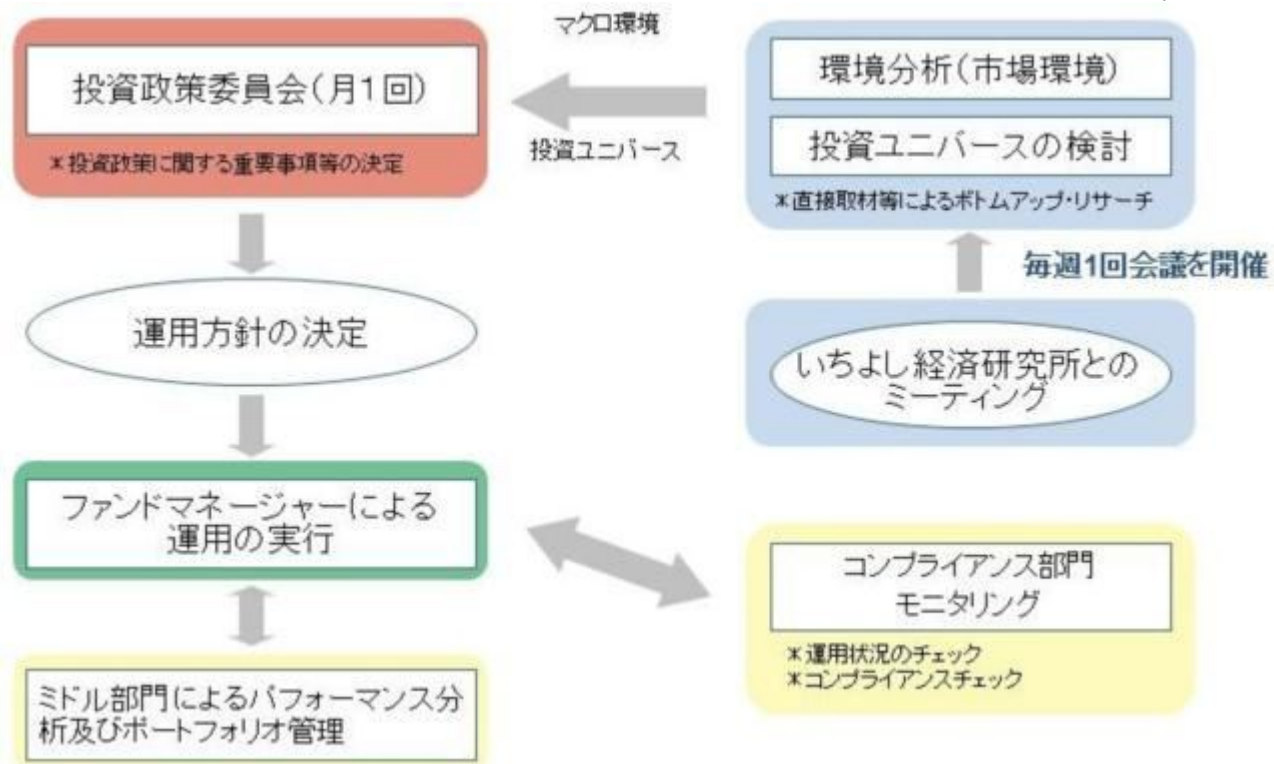 投資政策委員会(月1回)
*投資政策に関する重要事項等の決定
マクロ環境
投資ユニバース
環境分析(市場環境)
投資ユニバースの検討
*直接取材等によるボトムアップ・リサーチ
毎週1回会議を開催
いちよし経済研究所との
ミーティング
運用方針の決定
ファンドマネージャーによる
運用の実行
コンプライアンス部門
モニタリング
*運用状況のチェック
*コンプライアンスチェック
ミドル部門によるパフォーマンス分
析及びポートフォリオ管理